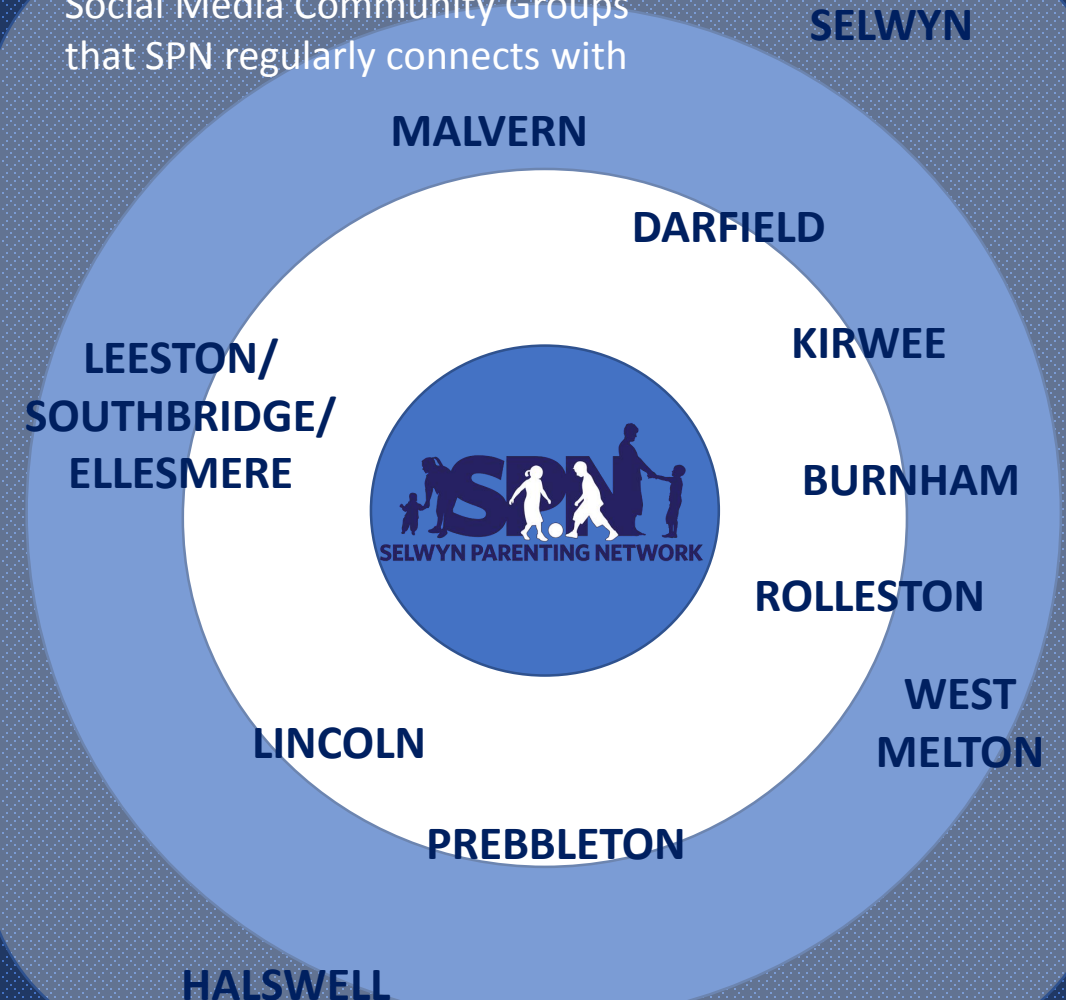 Social Media Community Groups
that SPN regularly connects with
SELWYN
MALVERN
DARFIELD
KIRWEE
LEESTON/
SOUTHBRIDGE/
ELLESMERE
BURNHAM
SPN
SELWYN PARENTING NETWORK
ROLLESTON
WEST
MELTON
LINCOLN
PREBBLETON
HALSWELL